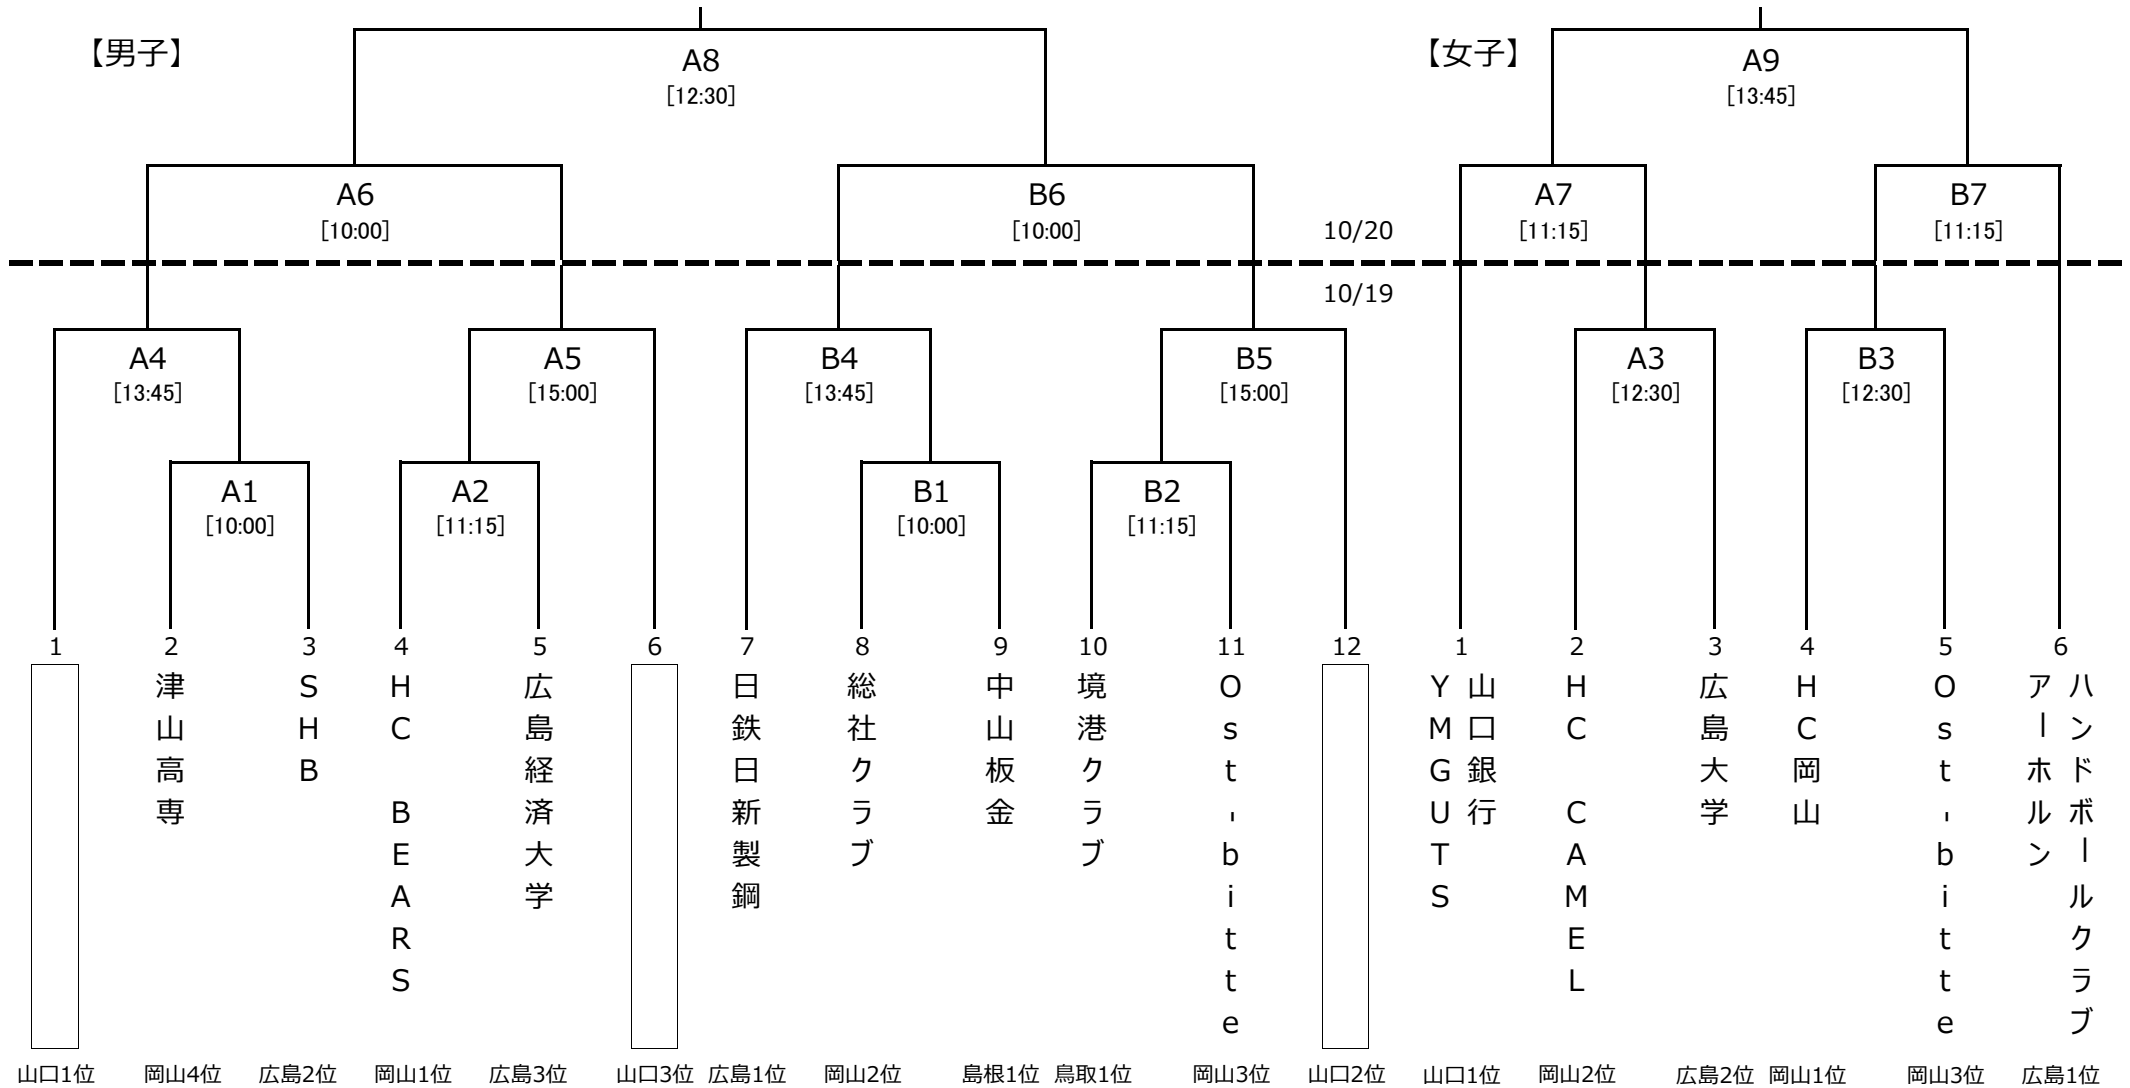 【男子】
【女子】
A8
[12:30]
A9
[13:45]
A6
[10:00]
B6
[10:00]
A7
[11:15]
B7
[11:15]
10/20
10/19
A4
[13:45]
A5
[15:00]
B4
[13:45]
B5
[15:00]
A3
[12:30]
B3
[12:30]
A1
[10:00]
A2
[11:15]
B1
[10:00]
B2
[11:15]
1 2 3 4 5 6 7 8 9 10 11 12 1 2 3 4 5 6
津山高専
SHB
HC BEARS
広島経済大学
日鉄日新製鋼
総社クラブ
中山板金
境港クラブ
Ost-bitte
山口銀行
YMGUTS
HC CAMEL
広島大学
HC岡山
Ost-bitte
ハンドボールクラブ
アーホルン
山口1位 岡山4位 広島2位 岡山1位 広島3位 山口3位 広島1位 岡山2位 島根1位 鳥取1位 岡山3位 山口2位 山口1位 岡山2位 広島2位 岡山1位 岡山3位 広島1位